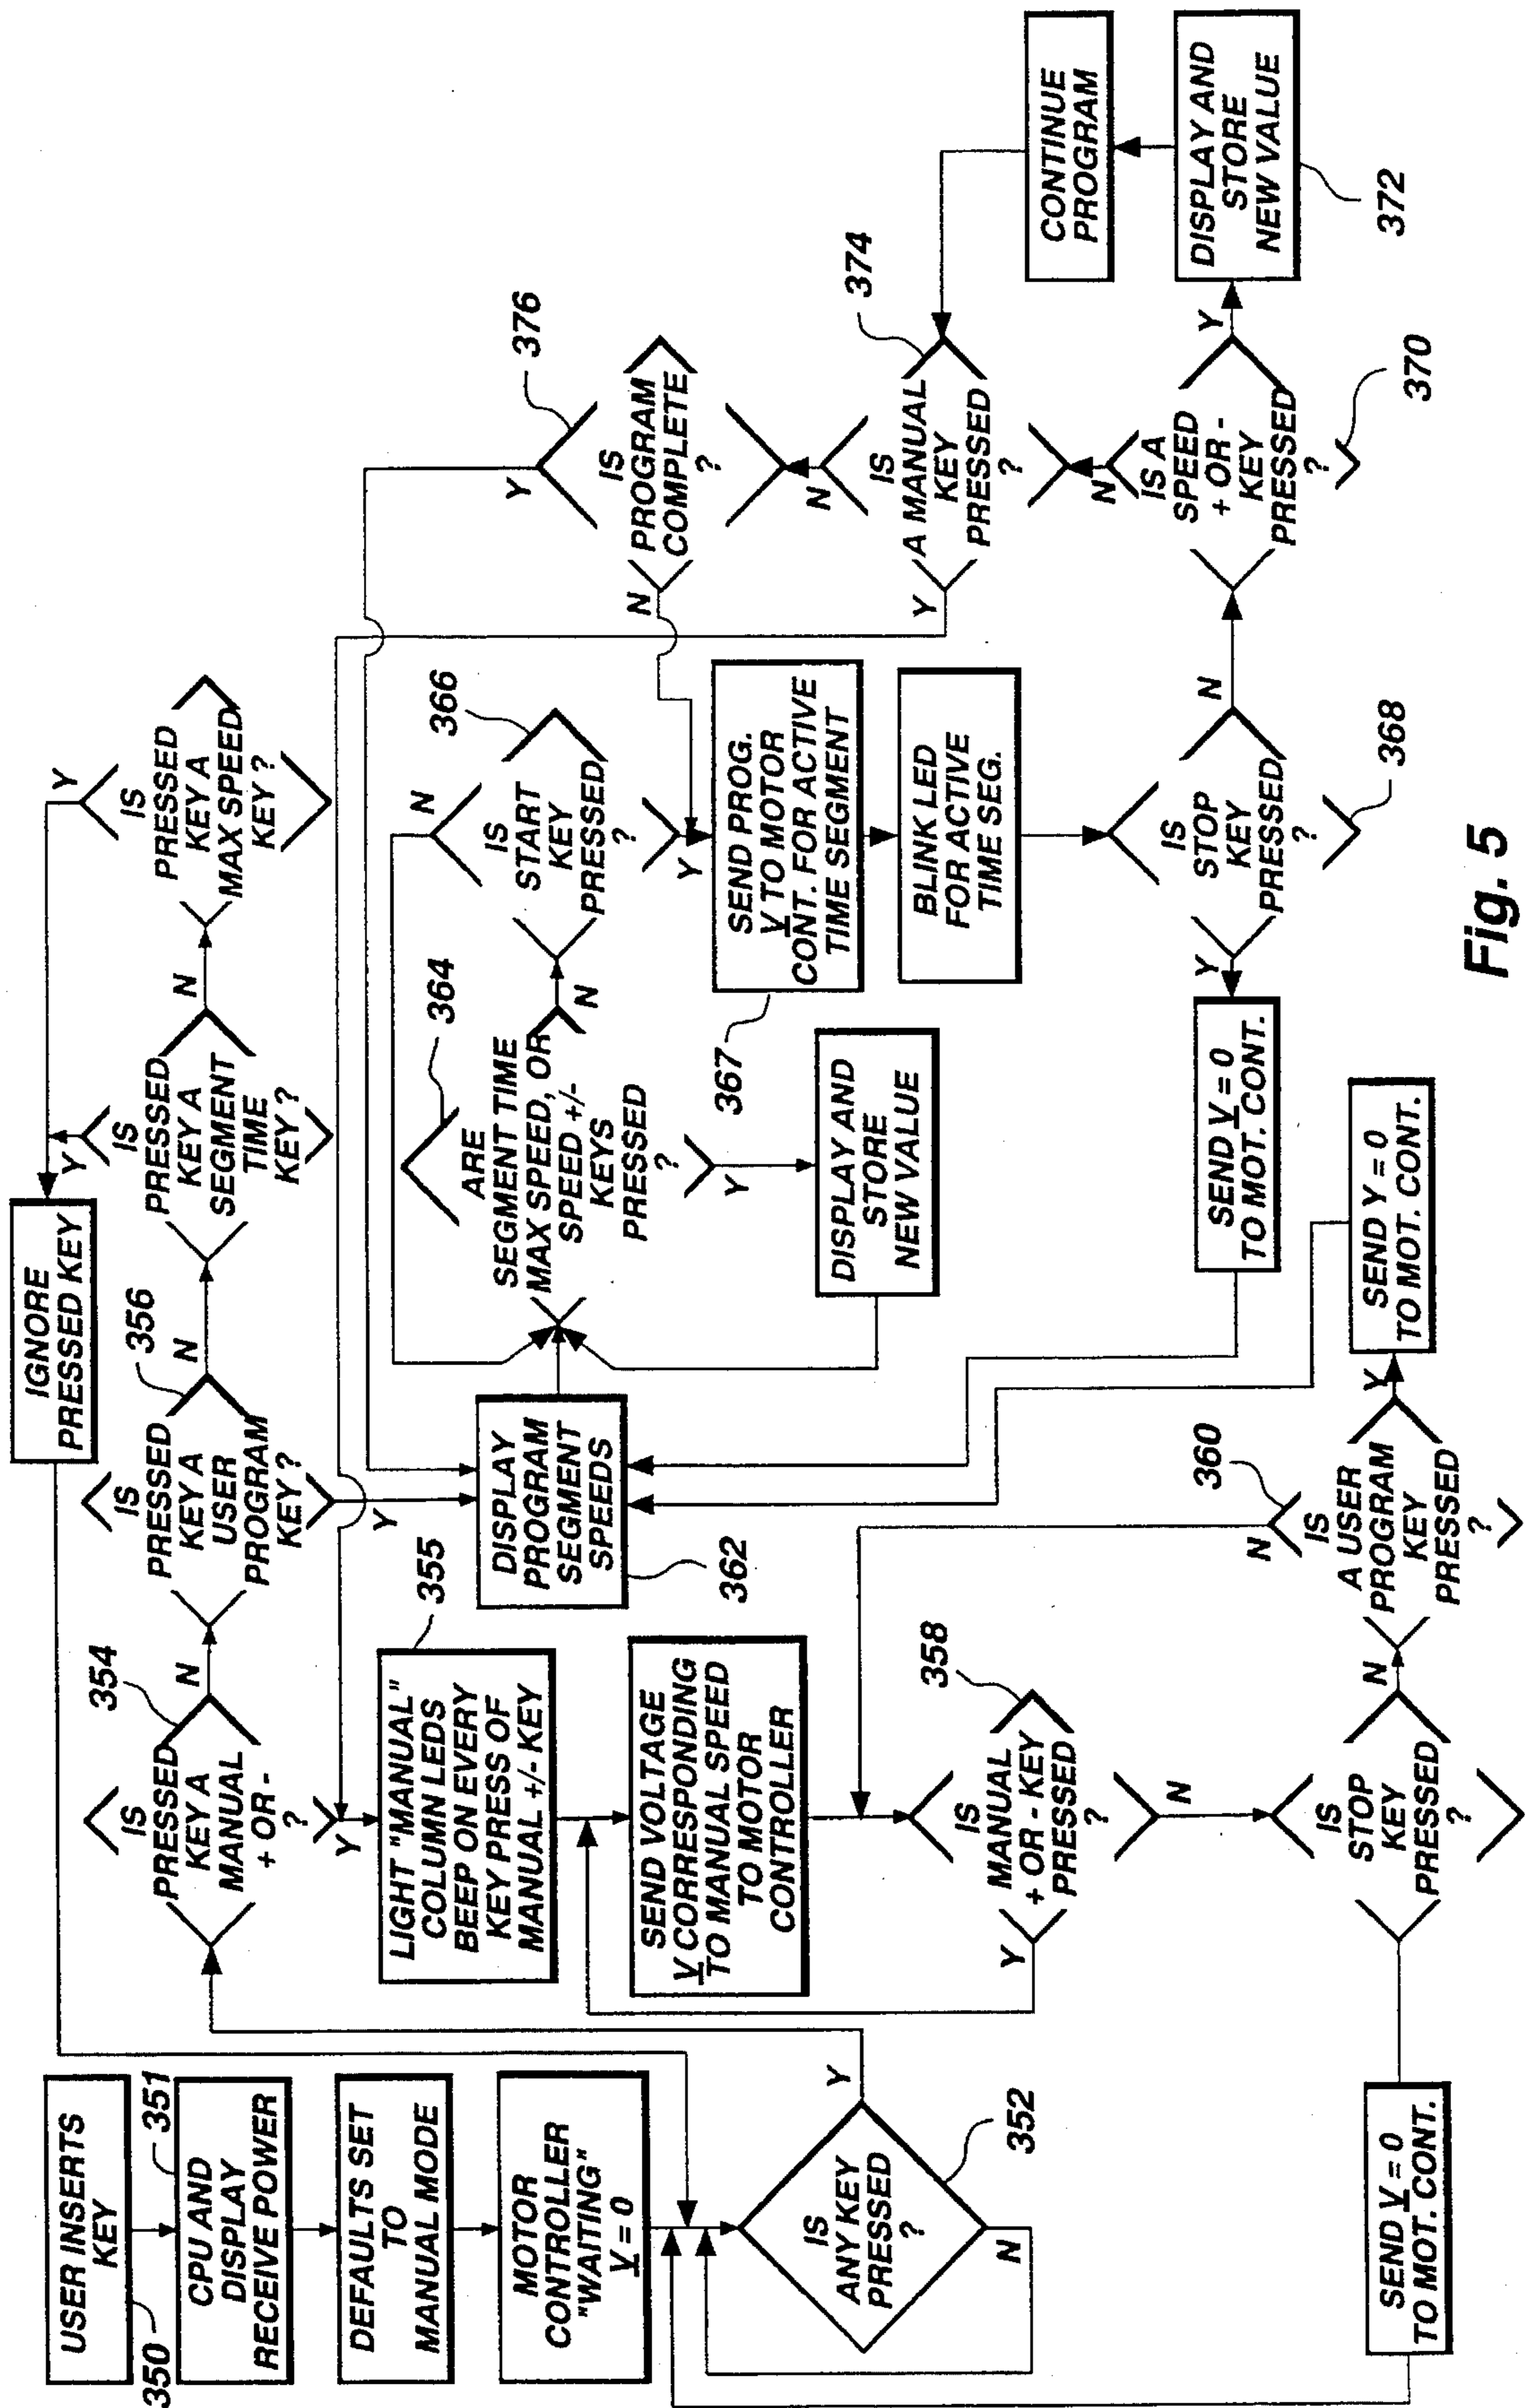 USER INSERTS
KEY
350
CPU AND
DISPLAY
RECEIVE POWER
351
DEFAULTS SET
TO
MANUAL MODE
MOTOR
CONTROLLER
"WAITING"
V = 0
IS
ANY KEY
PRESSED
?
352
Y
N
SEND V = 0
TO MOT. CONT.
IS
PRESSED
KEY A
MANUAL
+ OR -
?
354
N
Y
LIGHT "MANUAL"
COLUMN LEDS
BEEP ON EVERY
KEY PRESS OF
MANUAL +/- KEY
355
SEND VOLTAGE
V CORRESPONDING
TO MANUAL SPEED
TO MOTOR
CONTROLLER
IS
MANUAL
+ OR - KEY
PRESSED
?
358
Y
N
IS
STOP
KEY
PRESSED
?
N
IS
A USER
PROGRAM
KEY
PRESSED
?
360
N
Y
SEND Y = 0
TO MOT. CONT.
IGNORE
PRESSED KEY
IS
PRESSED
KEY A
USER
PROGRAM
KEY ?
356
N
Y
IS
PRESSED
KEY A
SEGMENT
TIME
KEY ?
Y
N
IS
PRESSED
KEY A
MAX SPEED
KEY ?
Y
DISPLAY
PROGRAM
SEGMENT
SPEEDS
362
ARE
SEGMENT TIME
MAX SPEED, OR
SPEED +/-
KEYS
PRESSED
?
364
N
Y
DISPLAY AND
STORE
NEW VALUE
IS
START
KEY
PRESSED
?
366
N
Y
SEND PROG.
V TO MOTOR
CONT. FOR ACTIVE
TIME SEGMENT
367
BLINK LED
FOR ACTIVE
TIME SEG.
IS
STOP
KEY
PRESSED
?
368
Y
N
SEND V = 0
TO MOT. CONT.
IS A
SPEED
+ OR -
KEY
PRESSED
?
370
N
Y
DISPLAY AND
STORE
NEW VALUE
372
CONTINUE
PROGRAM
IS
A MANUAL
KEY
PRESSED
?
374
Y
N
IS
PROGRAM
COMPLETE
?
376
Y
N
Fig. 5